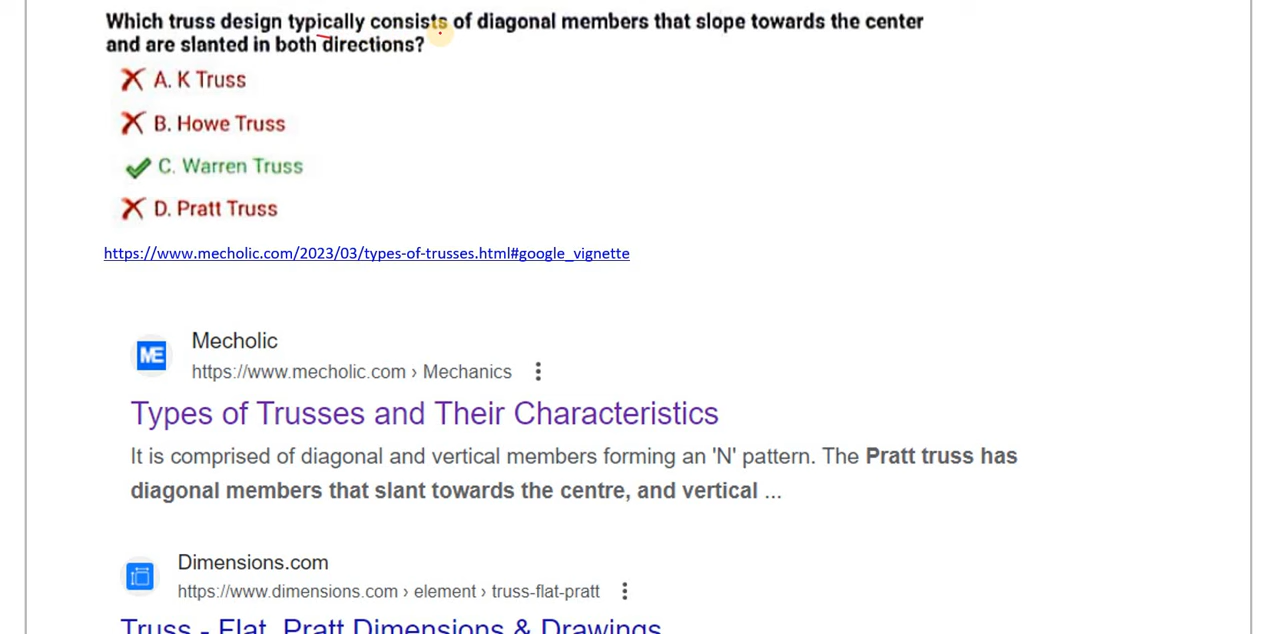 Which truss design typically consists of diagonal members that slope towards the center
and are slanted in both directions?
A. K Truss
B. Howe Truss
C. Warren Truss
D. Pratt Truss
https://www.mecholic.com/2023/03/types-of-trusses.html#google_vignette
ME
Mecholic
https://www.mecholic.com › Mechanics
Types of Trusses and Their Characteristics
It is comprised of diagonal and vertical members forming an 'N' pattern. The Pratt truss has
diagonal members that slant towards the centre, and vertical ...
Dimensions.com
https://www.dimensions.com › element › truss-flat-pratt
Truss - Flat, Pratt Dimensions & Drawings